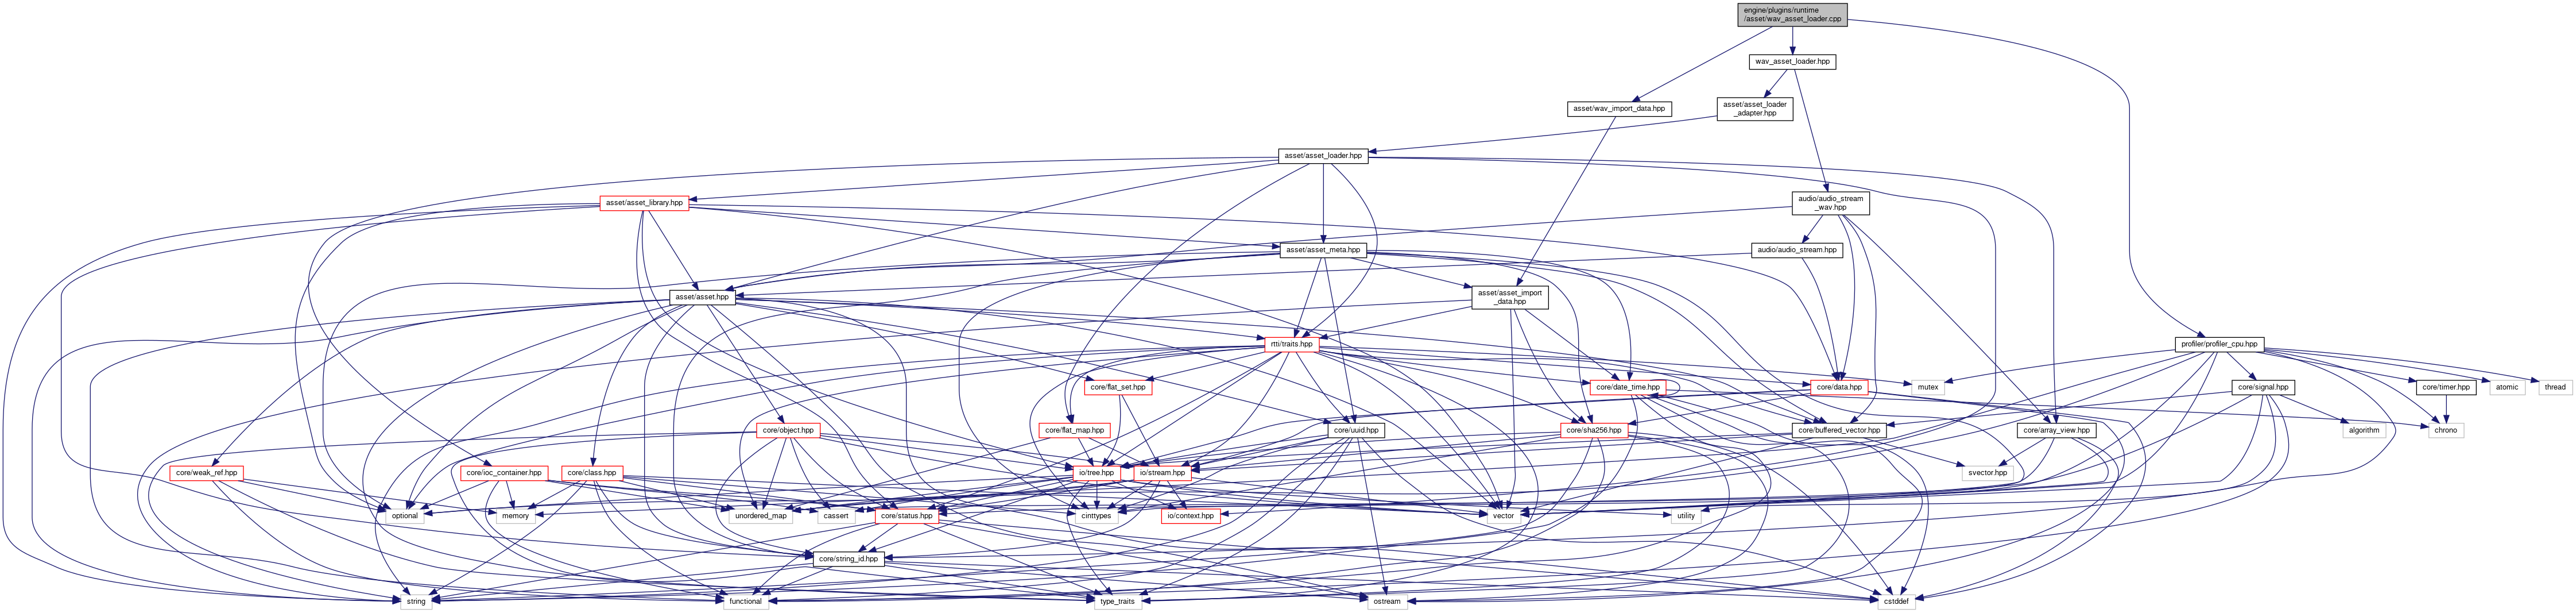 engine/plugins/runtime
/asset/wav_asset_loader.cpp
wav_asset_loader.hpp
asset/wav_import_data.hpp
asset/asset_loader
_adapter.hpp
asset/asset_loader.hpp
asset/asset_library.hpp
audio/audio_stream
_wav.hpp
asset/asset_meta.hpp
audio/audio_stream.hpp
asset/asset.hpp
asset/asset_import
_data.hpp
rtti/traits.hpp
profiler/profiler_cpu.hpp
core/flat_set.hpp
core/date_time.hpp
core/data.hpp
mutex
core/signal.hpp
core/timer.hpp
atomic
thread
core/object.hpp
core/flat_map.hpp
core/uuid.hpp
core/sha256.hpp
core/buffered_vector.hpp
core/array_view.hpp
algorithm
chrono
core/weak_ref.hpp
core/ioc_container.hpp
core/class.hpp
io/tree.hpp
io/stream.hpp
svector.hpp
optional
memory
unordered_map
cassert
core/status.hpp
cinttypes
io/context.hpp
vector
utility
core/string_id.hpp
string
functional
type_traits
ostream
cstddef